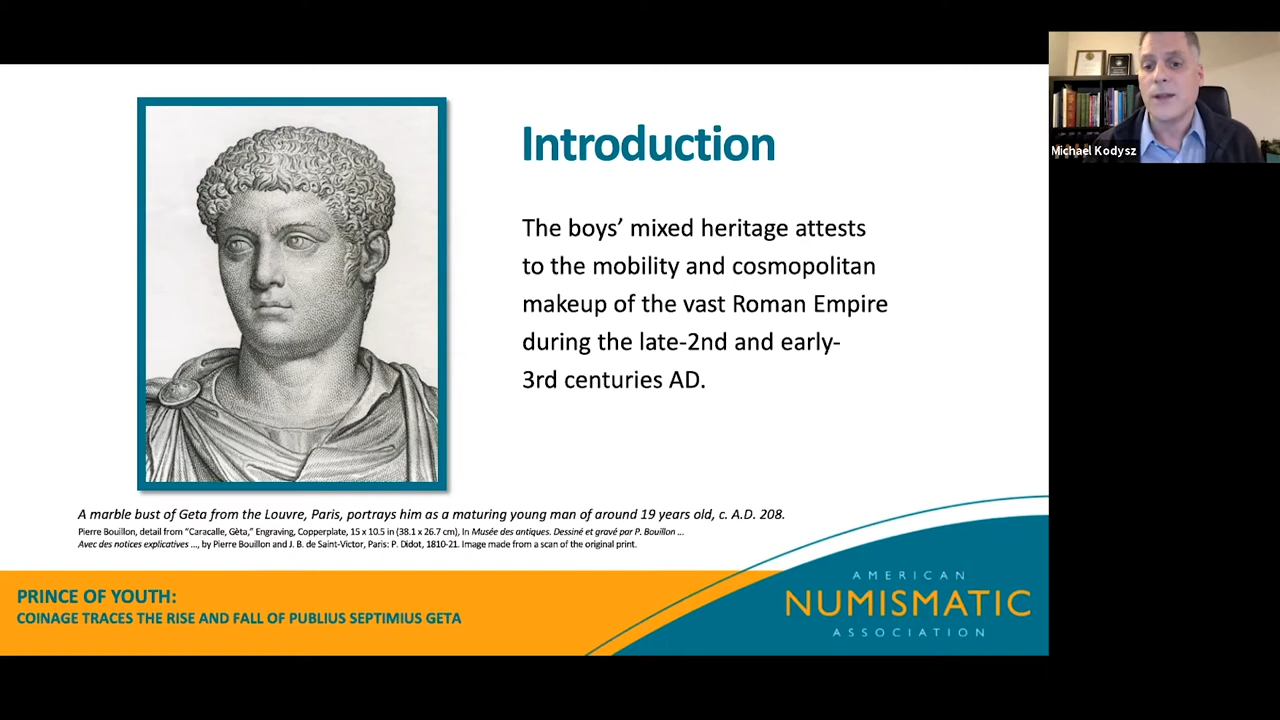 Introduction
The boys’ mixed heritage attests
to the mobility and cosmopolitan
makeup of the vast Roman Empire
during the late-2nd and early-
3rd centuries AD.
A marble bust of Geta from the Louvre, Paris, portrays him as a maturing young man of around 19 years old, c. A.D. 208.
Pierre Bouillon, detail from “Caracalle, Gèta,” Engraving, Copperplate, 15 x 10.5 in (38.1 x 26.7 cm), In Musée des antiques. Dessiné et gravé par P. Bouillon ...
Avec des notices explicatives ..., by Pierre Bouillon and J. B. de Saint-Victor, Paris: P. Didot, 1810-21. Image made from a scan of the original print.
PRINCE OF YOUTH:
COINAGE TRACES THE RISE AND FALL OF PUBLIUS SEPTIMIUS GETA
AMERICAN
NUMISMATIC
ASSOCIATION
Michael Kodysz